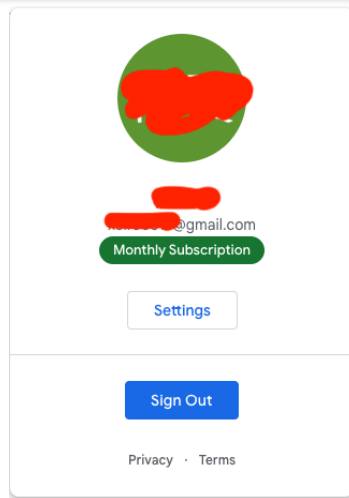 @gmail.com
Monthly Subscription
Settings
Sign Out
Privacy · Terms